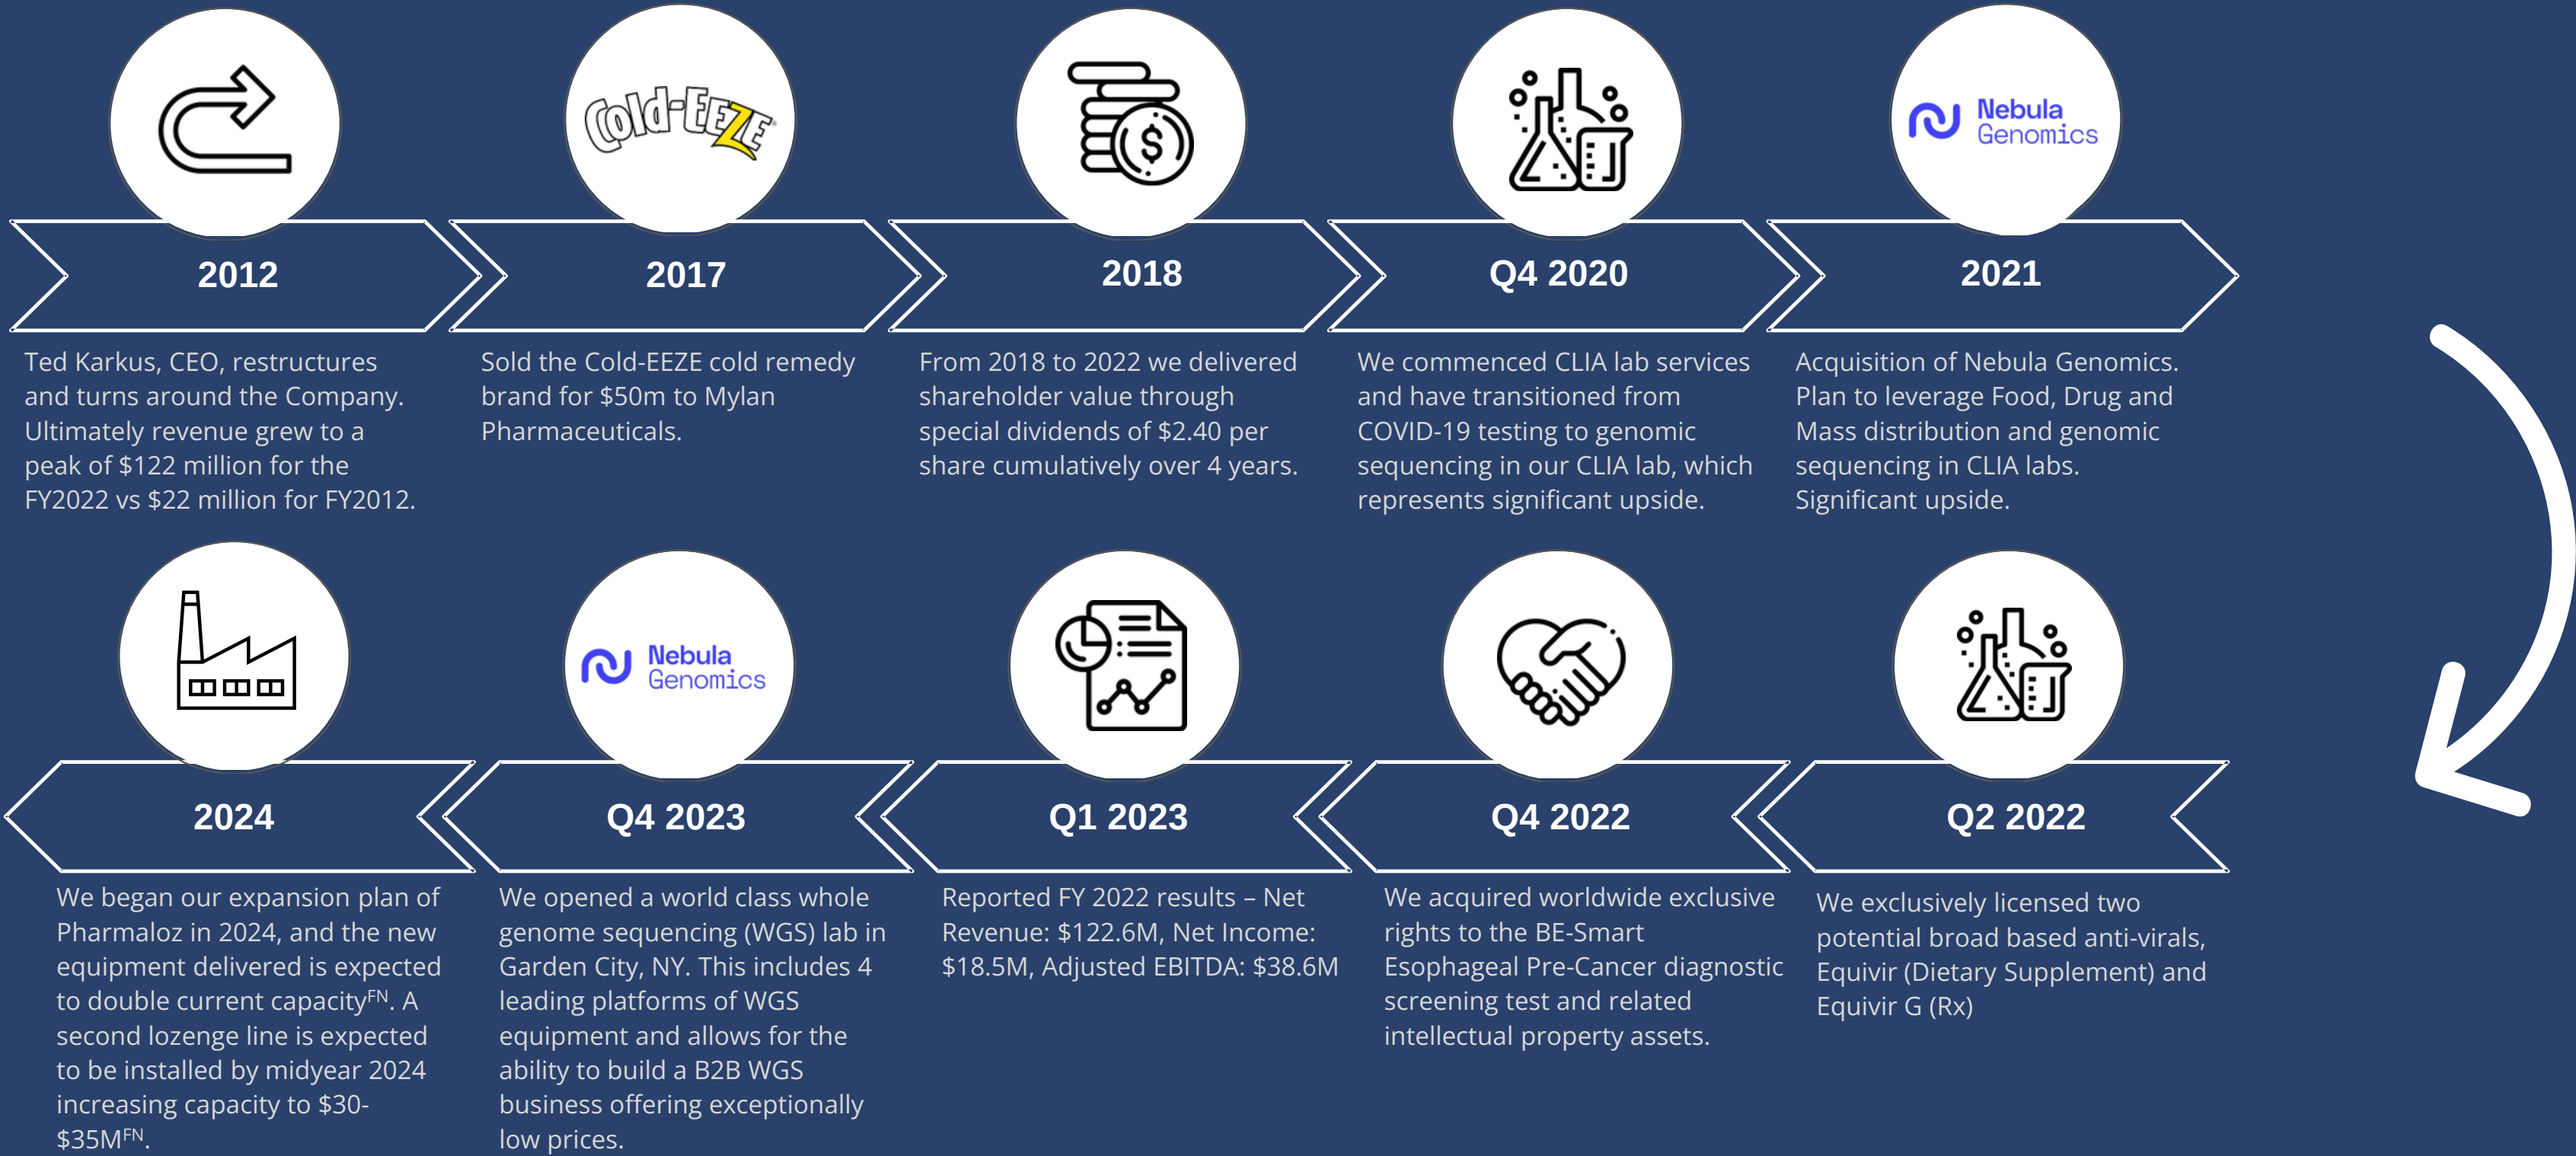 Cold-EEZE
Nebula
Genomics
2012
2017
2018
Q4 2020
2021
Ted Karkus, CEO, restructures
and turns around the Company.
Ultimately revenue grew to a
peak of $122 million for the
FY2022 vs $22 million for FY2012.
Sold the Cold-EEZE cold remedy
brand for $50m to Mylan
Pharmaceuticals.
From 2018 to 2022 we delivered
shareholder value through
special dividends of $2.40 per
share cumulatively over 4 years.
We commenced CLIA lab services
and have transitioned from
COVID-19 testing to genomic
sequencing in our CLIA lab, which
represents significant upside.
Acquisition of Nebula Genomics.
Plan to leverage Food, Drug and
Mass distribution and genomic
sequencing in CLIA labs.
Significant upside.
Q2 2022
We exclusively licensed two
potential broad based anti-virals,
Equivir (Dietary Supplement) and
Equivir G (Rx)
Q4 2022
We acquired worldwide exclusive
rights to the BE-Smart
Esophageal Pre-Cancer diagnostic
screening test and related
intellectual property assets.
Q1 2023
Reported FY 2022 results – Net
Revenue: $122.6M, Net Income:
$18.5M, Adjusted EBITDA: $38.6M
Nebula
Genomics
Q4 2023
We opened a world class whole
genome sequencing (WGS) lab in
Garden City, NY. This includes 4
leading platforms of WGS
equipment and allows for the
ability to build a B2B WGS
business offering exceptionally
low prices.
2024
We began our expansion plan of
Pharmaloz in 2024, and the new
equipment delivered is expected
to double current capacityFN. A
second lozenge line is expected
to be installed by midyear 2024
increasing capacity to $30-
$35MFN.